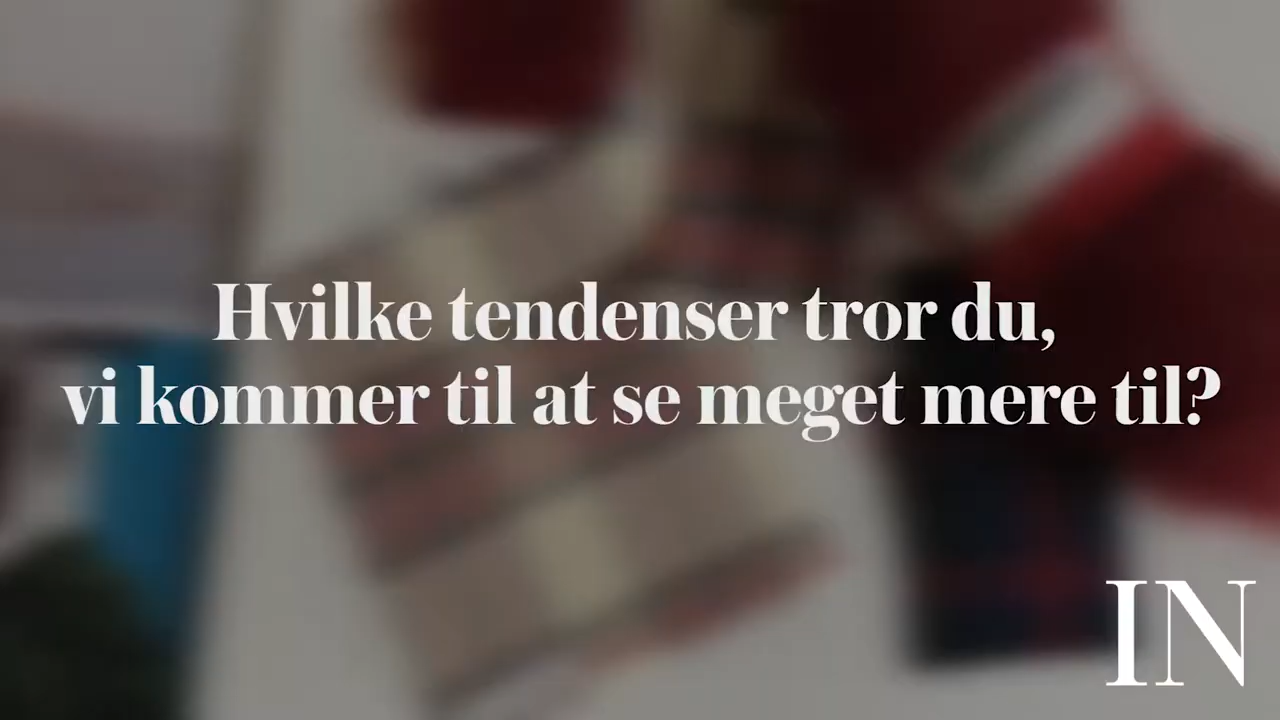 Hvilke tendenser tror du,
vi kommer til at se meget mere til?
IN